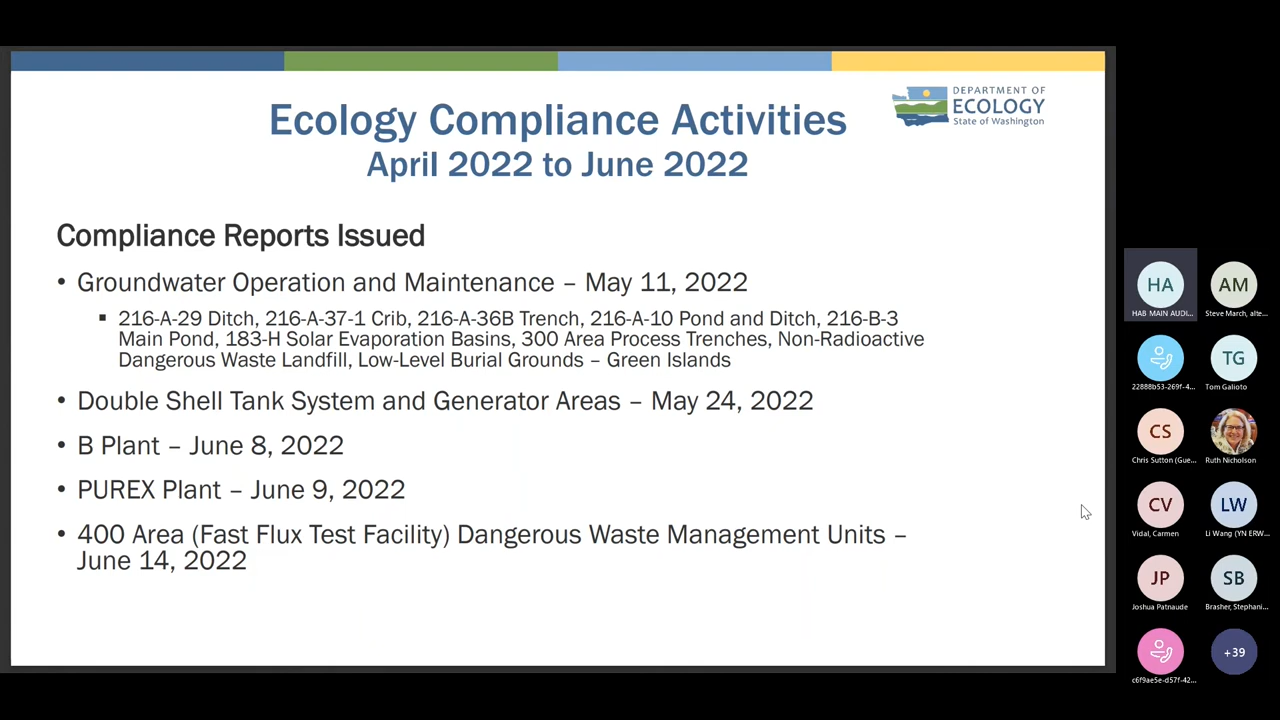 DEPARTMENT OF
ECOLOGY
State of Washington
Ecology Compliance Activities
April 2022 to June 2022
Compliance Reports Issued
• Groundwater Operation and Maintenance – May 11, 2022
▪ 216-A-29 Ditch, 216-A-37-1 Crib, 216-A-36B Trench, 216-A-10 Pond and Ditch, 216-B-3
Main Pond, 183-H Solar Evaporation Basins, 300 Area Process Trenches, Non-Radioactive
Dangerous Waste Landfill, Low-Level Burial Grounds – Green Islands
• Double Shell Tank System and Generator Areas – May 24, 2022
• B Plant – June 8, 2022
• PUREX Plant – June 9, 2022
• 400 Area (Fast Flux Test Facility) Dangerous Waste Management Units –
June 14, 2022
HA
HAB MAIN AUDI...
AM
Steve March, alte...
22888b53-269f-4...
TG
Tom Galioto
CS
Chris Sutton (Gue...
Ruth Nicholson
CV
Vidal, Carmen
LW
Li Wang (YN ERW...
JP
Joshua Patnaude
SB
Brasher, Stephani...
c6f9ae5e-d57f-42...
+39